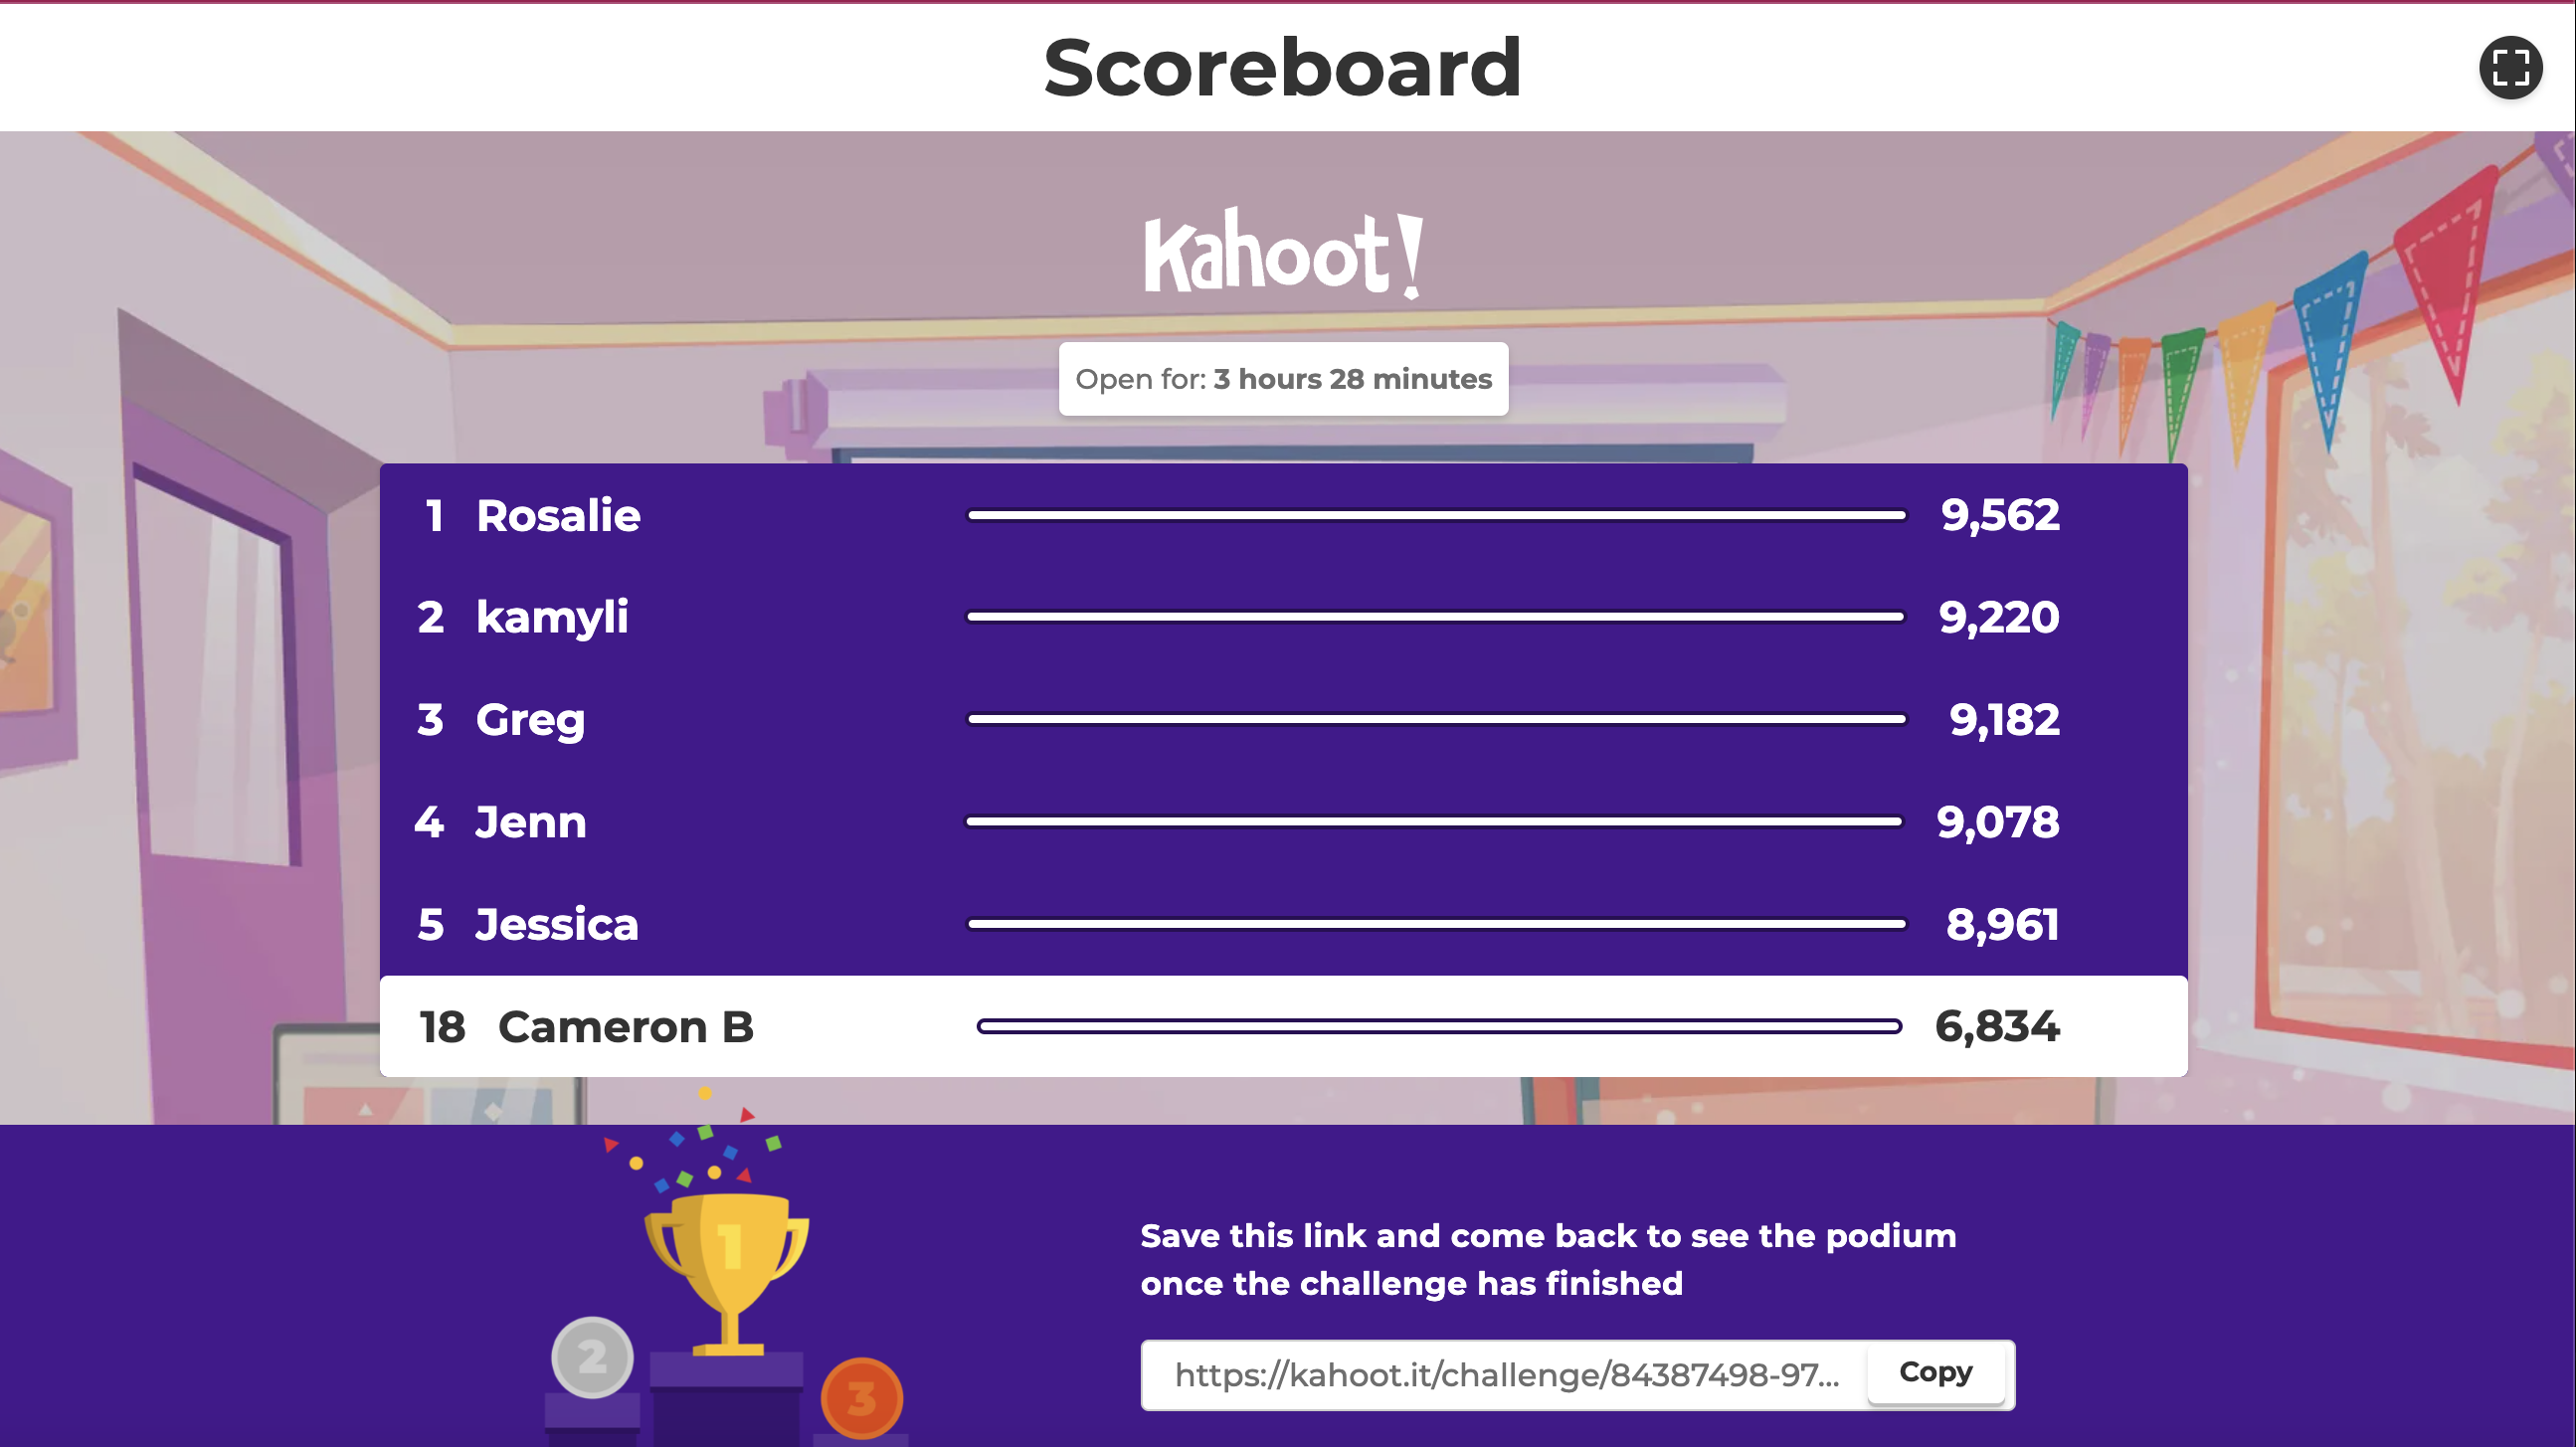 Scoreboard
Kahoot!
Open for: 3 hours 28 minutes
1 Rosalie 9,562
2 kamyli 9,220
3 Greg 9,182
4 Jenn 9,078
5 Jessica 8,961
18 Cameron B 6,834
1
2
3
Save this link and come back to see the podium
once the challenge has finished
https://kahoot.it/challenge/84387498-97... Copy